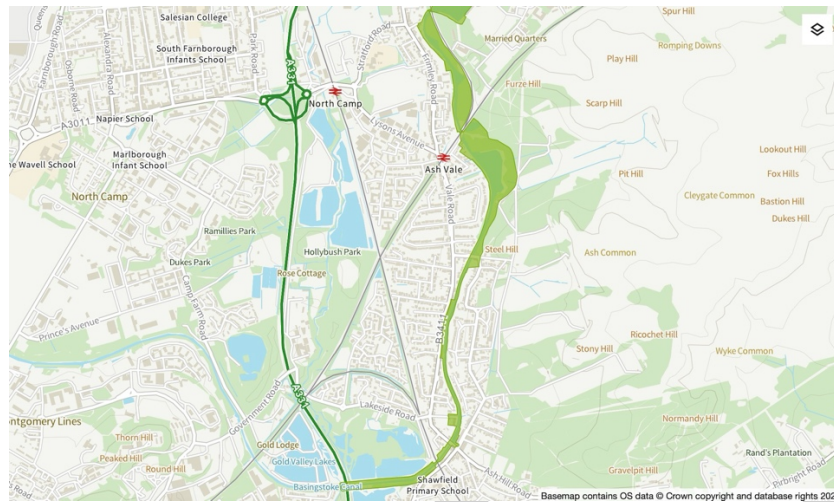 Salesian College
Spur Hill
Farnborough Road
Osborne Road
Alexandra Road
Park Road
South Farnborough
Infants School
A331
Stratford Road
Frimley Road
Married Quarters
Romping Downs
Play Hill
Furze Hill
Scarp Hill
North Camp
A3011
Napier School
Lysons Avenue
Marlborough
Infant School
Lookout Hill
Ash Vale
Pit Hill
Fox Hills
North Camp
Vale Road
Cleygate Common
Bastion Hill
Dukes Hill
Ramillies Park
Hollybush Park
Steel Hill
Ash Common
Dukes Park
Rose Cottage
Camp Farm Road
Prince's Avenue
B3411
Ricochet Hill
Stony Hill
Wyke Common
A331
Government Road
Lakeside Road
Normandy Hill
Thorn Hill
Gold Lodge
Peaked Hill
Round Hill
Gold Valley Lakes
Rand's Plantation
Basingstoke Canal
Shawfield
Primary School
Ash Hill Road
Gravelpit Hill
Pirbright Road
Basemap contains OS data © Crown copyright and database rights